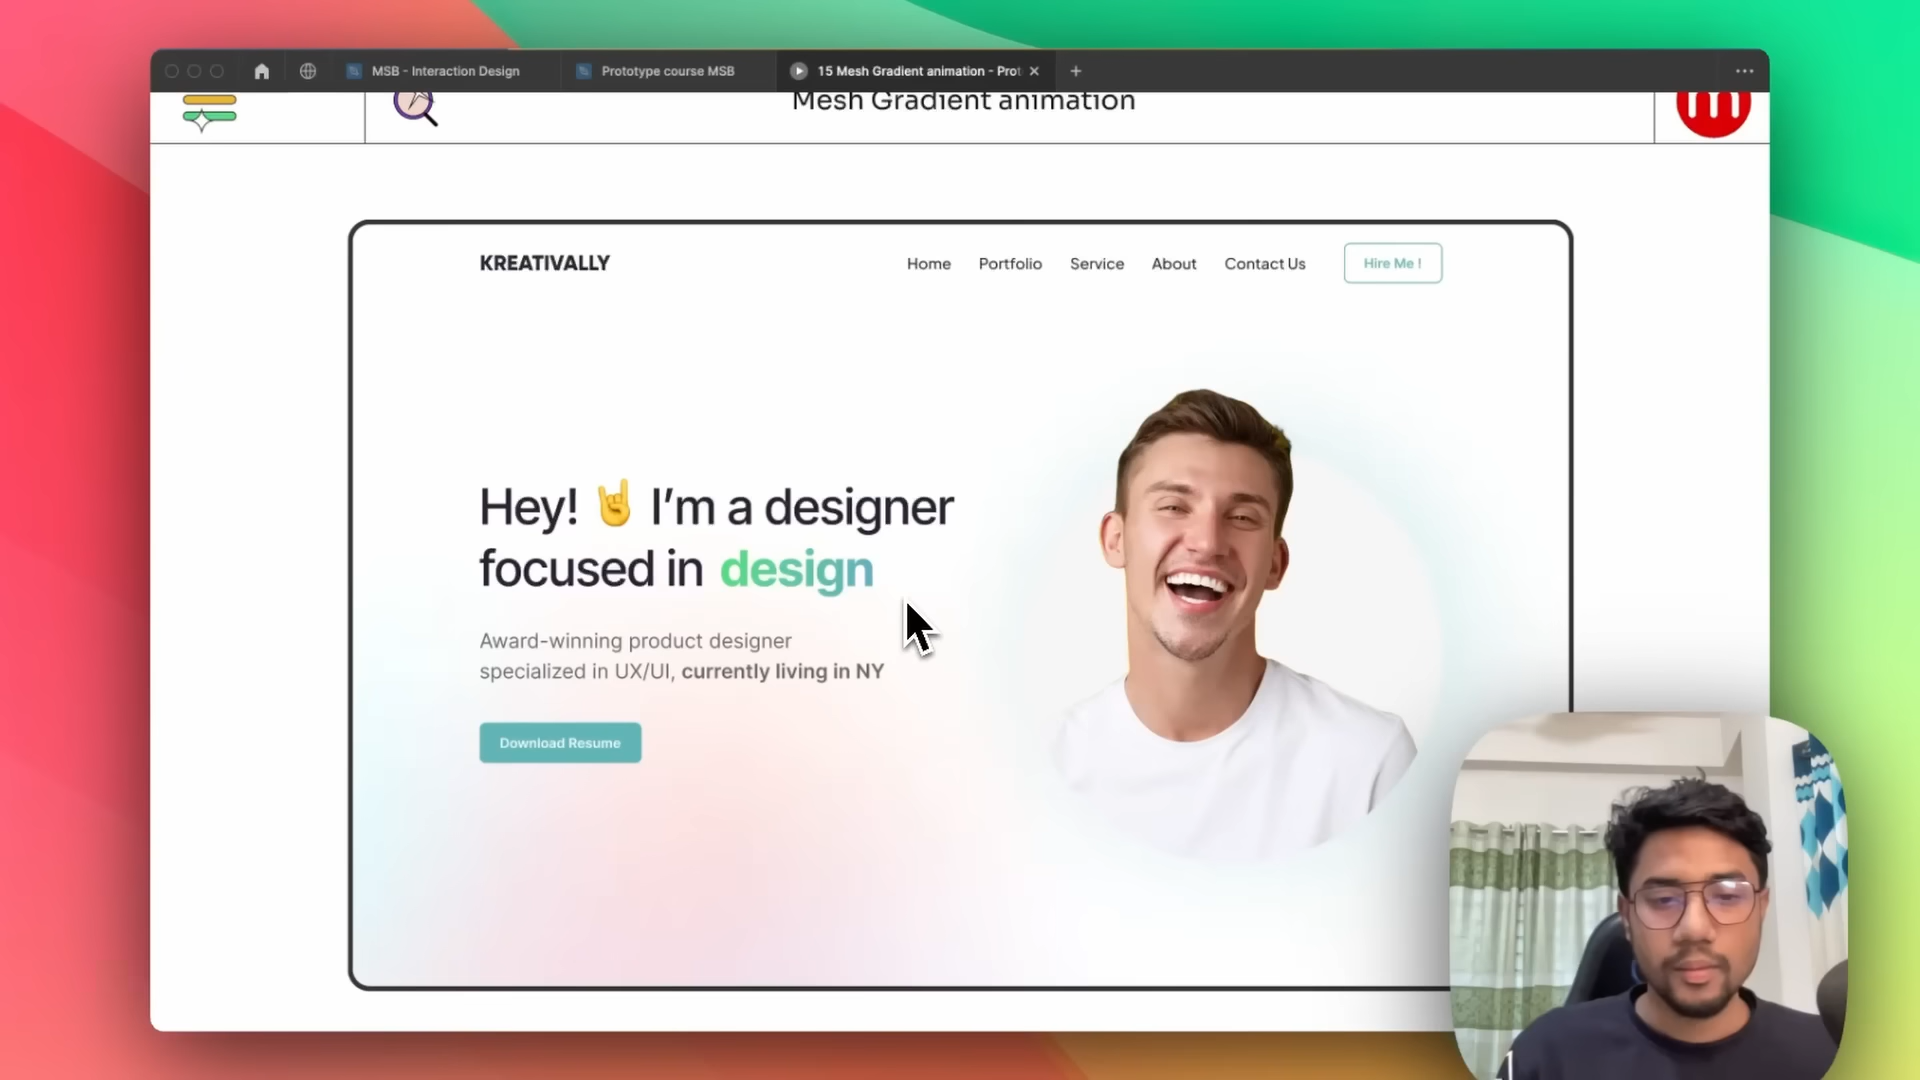 MSB - Interaction Design
Prototype course MSB
15 Mesh Gradient animation - Prot
Mesh Gradient animation
m
KREATIVALLY
Home
Portfolio
Service
About
Contact Us
Hire Me !
Hey! 🤘 I’m a designer
focused in design
Award-winning product designer
specialized in UX/UI, currently living in NY
Download Resume